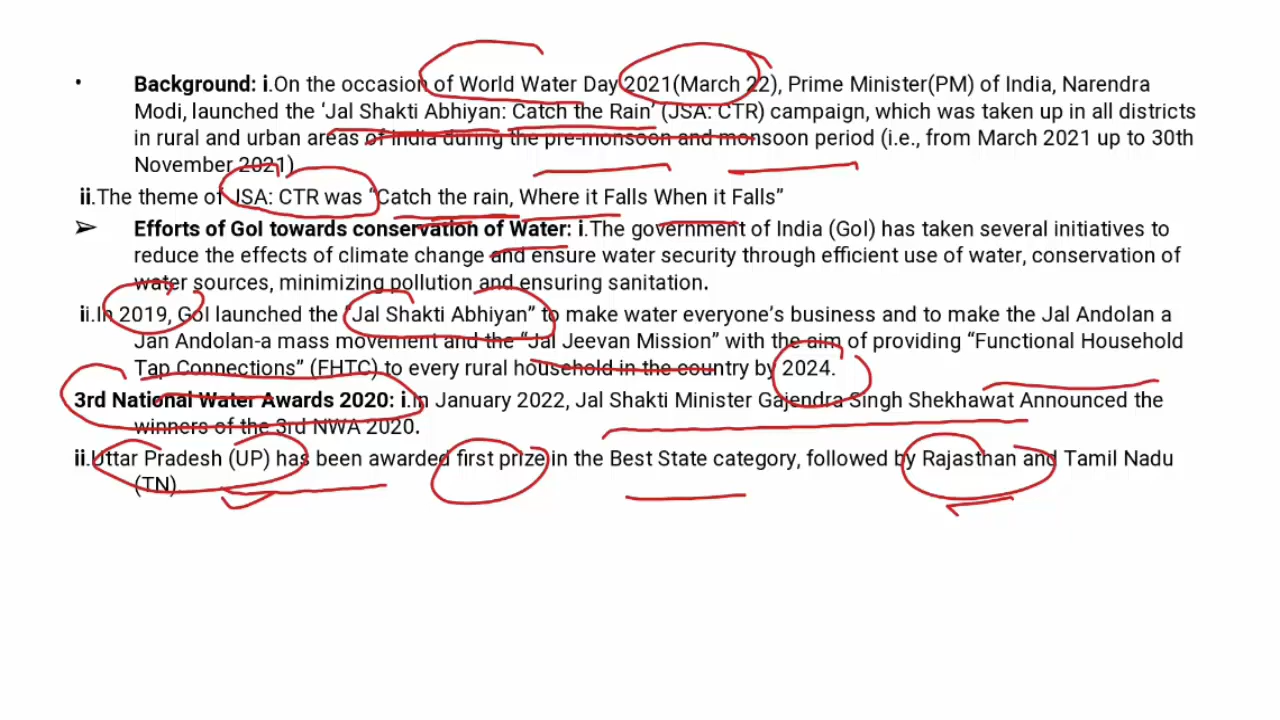 • Background: i.On the occasion of World Water Day 2021(March 22), Prime Minister(PM) of India, Narendra
Modi, launched the ‘Jal Shakti Abhiyan: Catch the Rain’ (JSA: CTR) campaign, which was taken up in all districts
in rural and urban areas of India during the pre-monsoon and monsoon period (i.e., from March 2021 up to 30th
November 2021)
ii.The theme of JSA: CTR was “Catch the rain, Where it Falls When it Falls”
➢ Efforts of GoI towards conservation of Water: i.The government of India (GoI) has taken several initiatives to
reduce the effects of climate change and ensure water security through efficient use of water, conservation of
water sources, minimizing pollution and ensuring sanitation.
ii.In 2019, GoI launched the “Jal Shakti Abhiyan” to make water everyone’s business and to make the Jal Andolan a
Jan Andolan-a mass movement and the “Jal Jeevan Mission” with the aim of providing “Functional Household
Tap Connections” (FHTC) to every rural household in the country by 2024.
3rd National Water Awards 2020: i.In January 2022, Jal Shakti Minister Gajendra Singh Shekhawat Announced the
winners of the 3rd NWA 2020.
ii.Uttar Pradesh (UP) has been awarded first prize in the Best State category, followed by Rajasthan and Tamil Nadu
(TN)